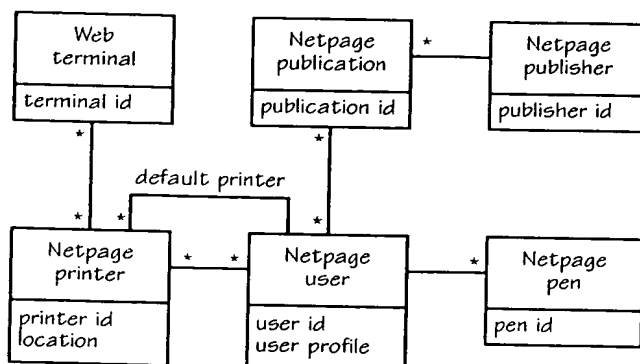 Web
terminal
terminal id
Netpage
publication
publication id
*
Netpage
publisher
publisher id
*
*
default printer
*
*
*
*
Netpage
printer
printer id
location
*
*
Netpage
user
user id
user profile
*
Netpage
pen
pen id